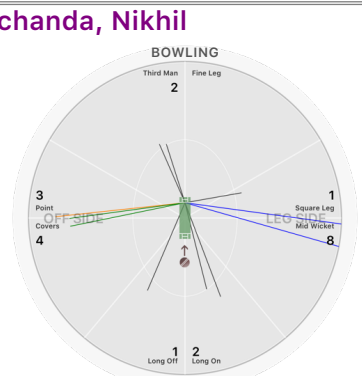 chanda, Nikhil
BOWLING
Third Man Fine Leg
2
3 1
Point Square Leg
OFF SIDE LEG SIDE
Covers Mid Wicket
4 8
1 2
Long Off Long On